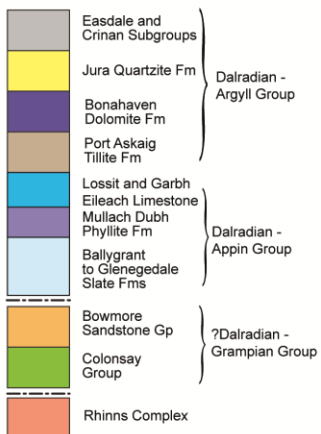 Easdale and
Crinan Subgroups
Jura Quartzite Fm
Bonahaven
Dolomite Fm
Port Askaig
Tillite Fm
Dalradian -
Argyll Group
Lossit and Garbh
Eileach Limestone
Mullach Dubh
Phyllite Fm
Ballygrant
to Glenegedale
Slate Fms
Dalradian -
Appin Group
Bowmore
Sandstone Gp
Colonsay
Group
?Dalradian -
Grampian Group
Rhinns Complex